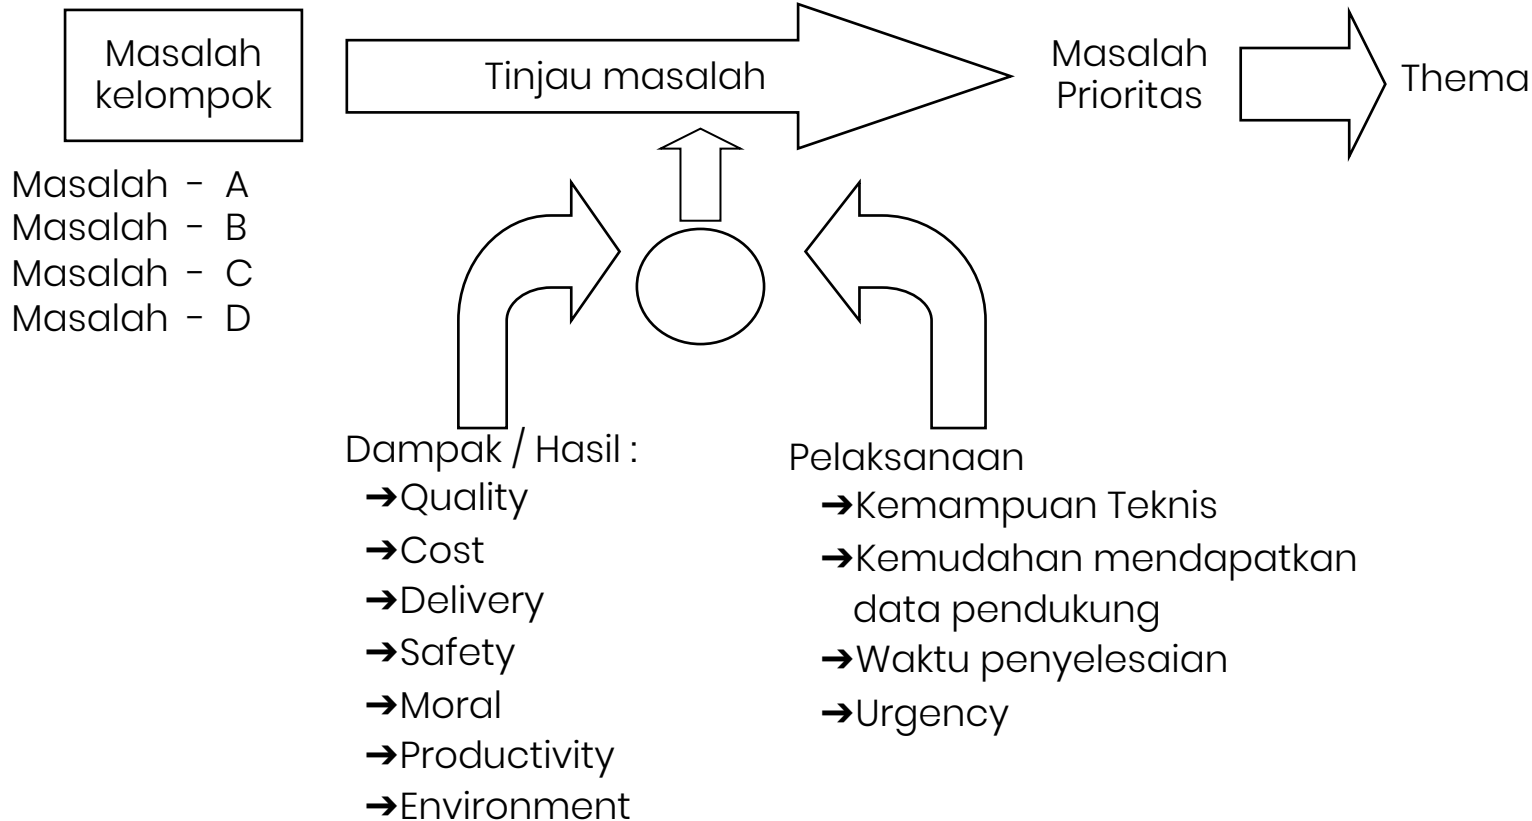 Masalah
kelompok
Tinjau masalah
Masalah
Prioritas
Thema
Masalah - A
Masalah - B
Masalah - C
Masalah - D
Dampak / Hasil :
➔Quality
➔Cost
➔Delivery
➔Safety
➔Moral
➔Productivity
➔Environment
Pelaksanaan
➔Kemampuan Teknis
➔Kemudahan mendapatkan
data pendukung
➔Waktu penyelesaian
➔Urgency